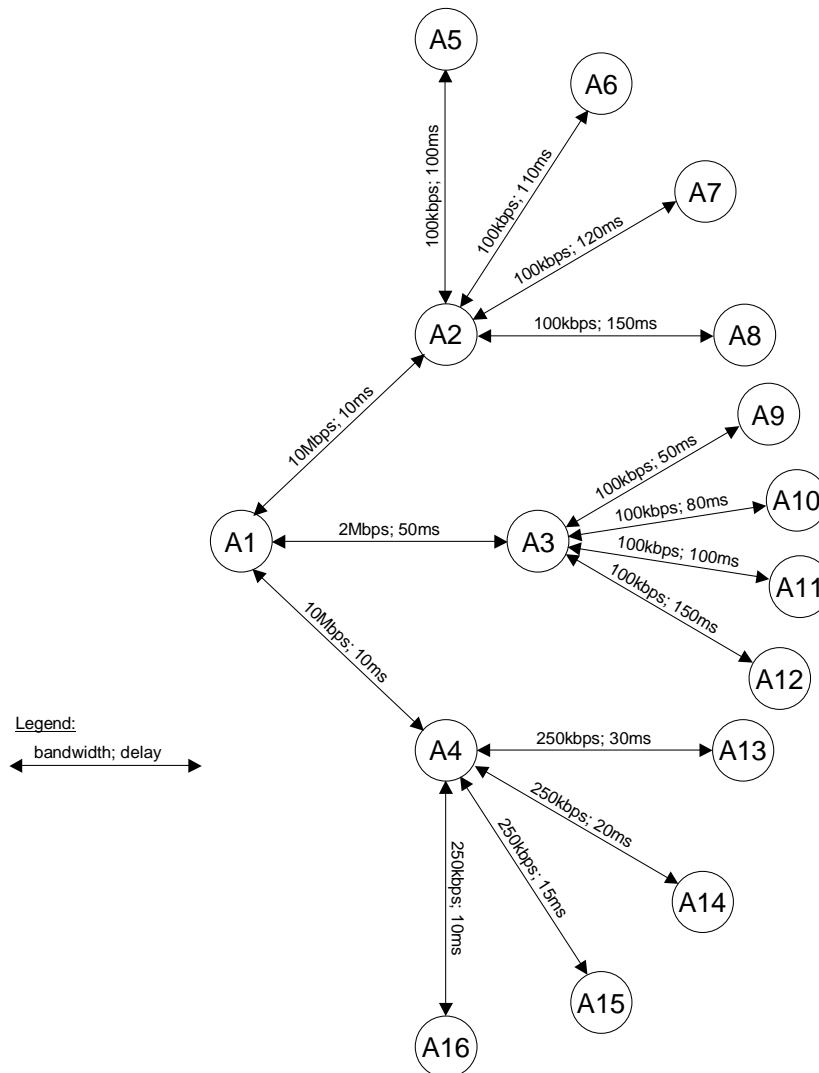 A5
A6
100kbps; 100ms
100kbps; 110ms
A7
100kbps; 120ms
A2
100kbps; 150ms
A8
10Mbps; 10ms
A9
100kbps; 50ms
A10
100kbps; 80ms
A1
2Mbps; 50ms
A3
100kbps; 100ms
A11
100kbps; 150ms
10Mbps; 10ms
A12
Legend:
bandwidth; delay
A4
250kbps; 30ms
A13
250kbps; 20ms
250kbps; 15ms
250kbps; 10ms
A14
A15
A16